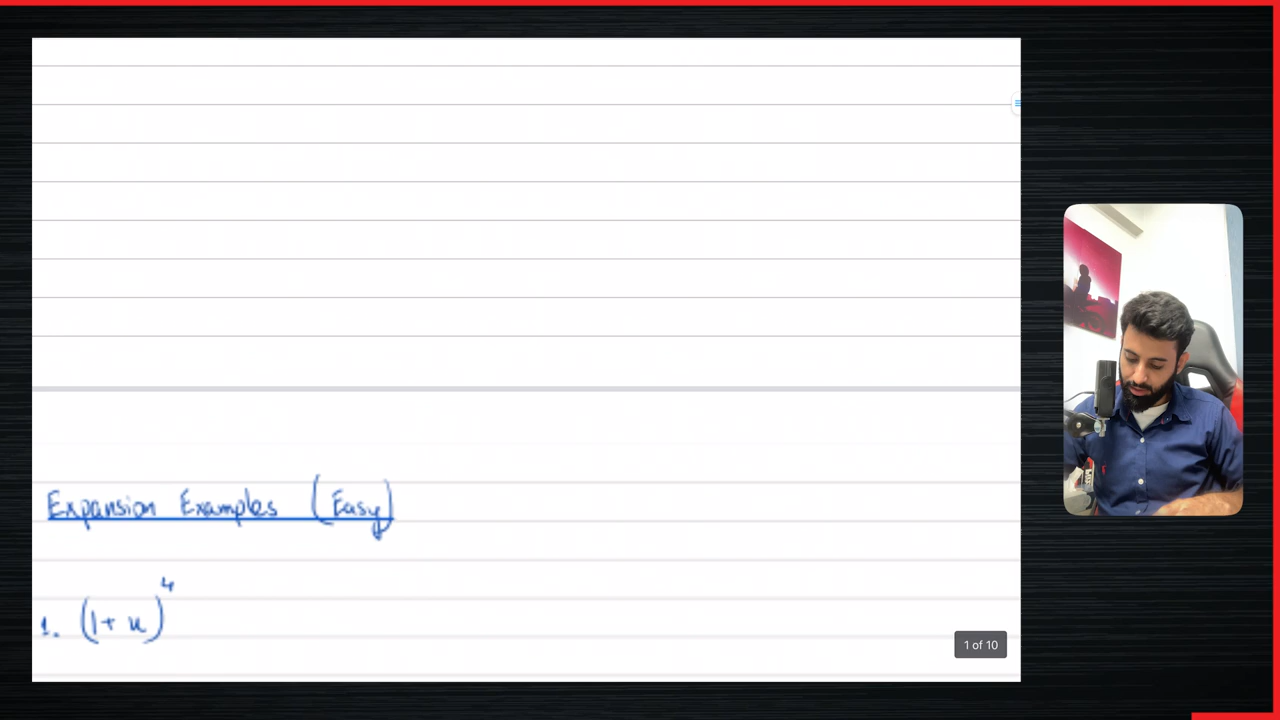 Expansion Examples (Easy)
1. (1+x)⁴
1 of 10